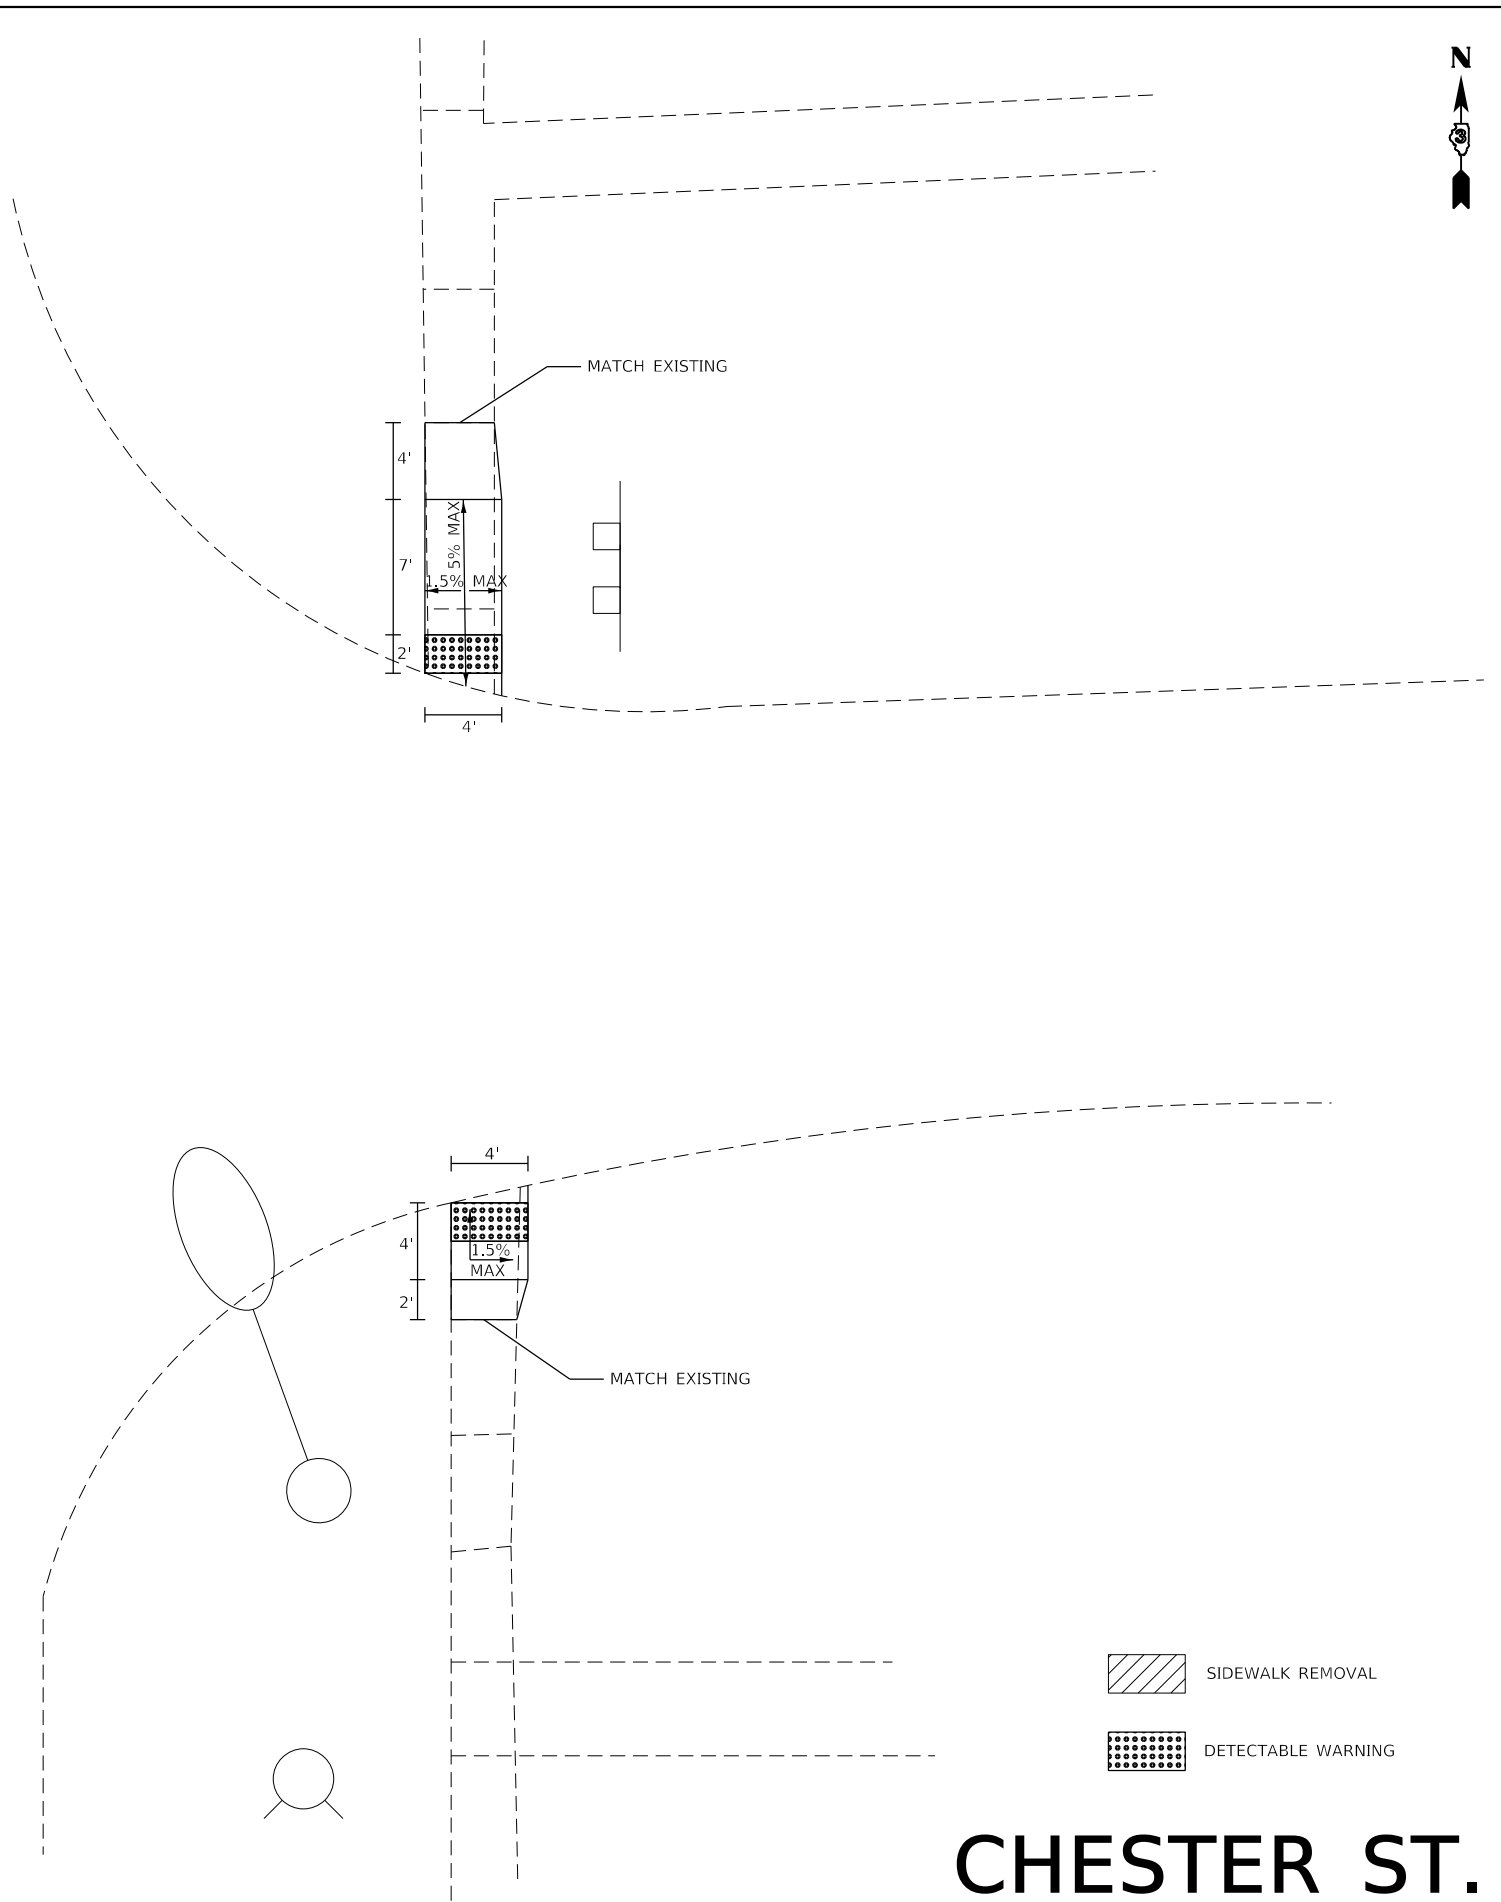 N
3
MATCH EXISTING
4'
5% MAX
7'
1.5% MAX
2'
4'
4'
4'
1.5%
MAX
2'
MATCH EXISTING
SIDEWALK REMOVAL
DETECTABLE WARNING
CHESTER ST.